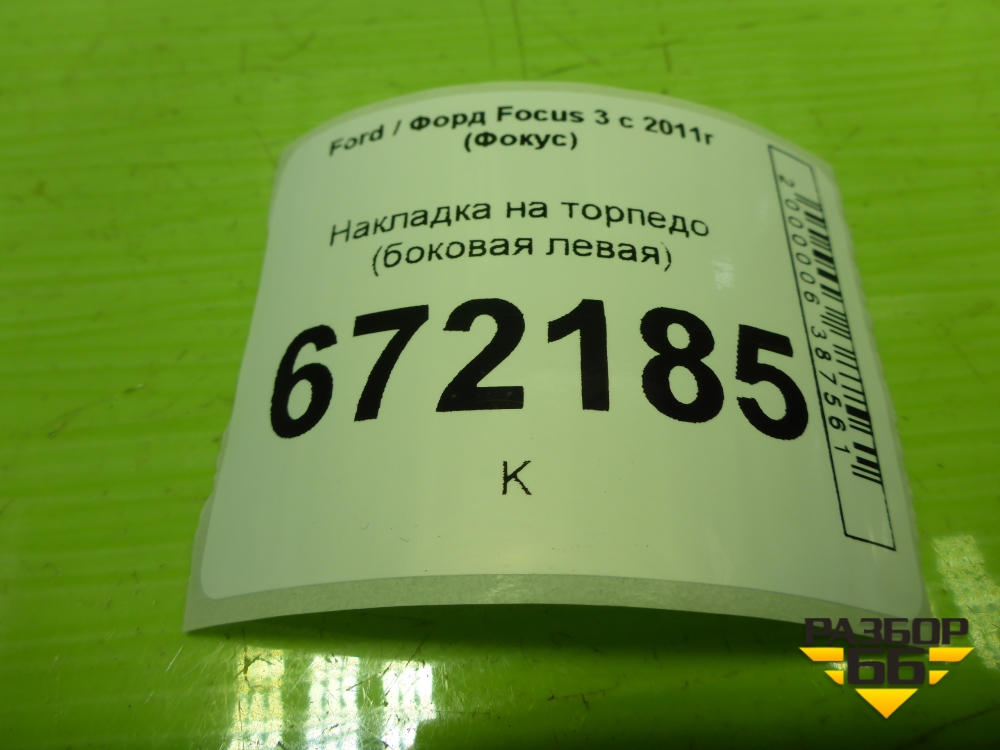 Ford / Форд Focus 3 с 2011г
(Фокус)
Накладка на торпедо
(боковая левая)
672185
К
2000006387561
РАЗБОР
66